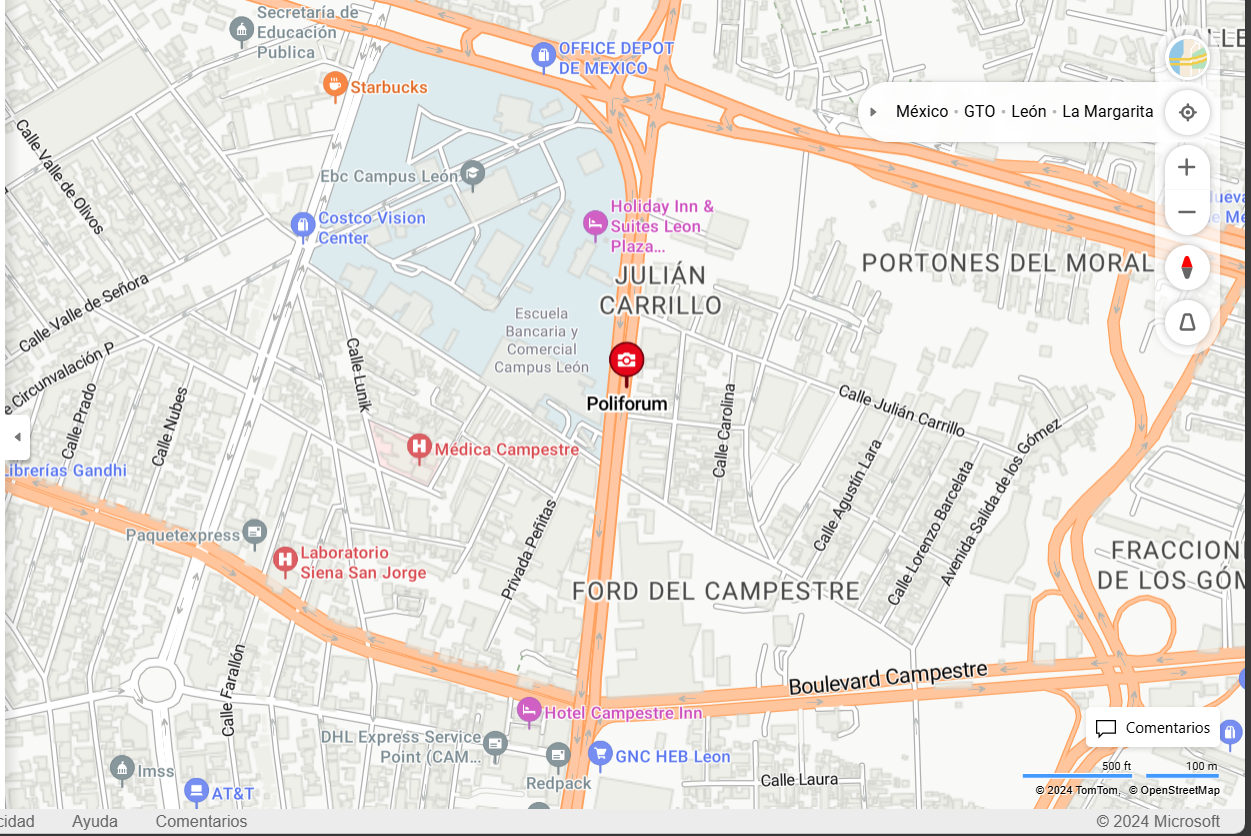 Secretaría de
Educación
Publica
OFFICE DEPOT
DE MEXICO
Starbucks
México • GTO • León • La Margarita
Calle Valle de Olivos
Ebc Campus León
Costco Vision
Center
Holiday Inn &
Suites Leon
Plaza...
JULIÁN
CARRILLO
PORTONES DEL MORAL
Calle Valle de Señora
Escuela
Bancaria y
Comercial
Campus León
Circunvalación P
Calle Lunik
Poliforum
Calle Prado
Calle Nubes
Calle Carolina
Calle Julián Carrillo
Médica Campestre
Calle Agustín Lara
Calle Lorenzo Barcelata
Avenida Salida de los Gómez
Gandhi
Paquetexpress
Laboratorio
Siena San Jorge
Privada Peñitas
FORD DEL CAMPESTRE
FRACCION
DE LOS GÓM
Calle Farallón
Boulevard Campestre
Hotel Campestre Inn
DHL Express Service
Point (CAM...
GNC HEB Leon
Redpack
Imss
AT&T
Calle Laura
Comentarios
500 ft 100 m
© 2024 TomTom, © OpenStreetMap
cidad Ayuda Comentarios © 2024 Microsoft